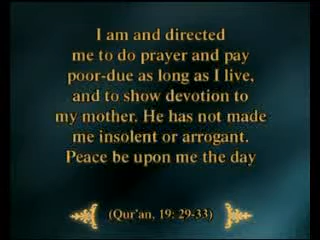 I am and directed
me to do prayer and pay
poor-due as long as I live,
and to show devotion to
my mother. He has not made
me insolent or arrogant.
Peace be upon me the day
(Qur'an, 19: 29-33)